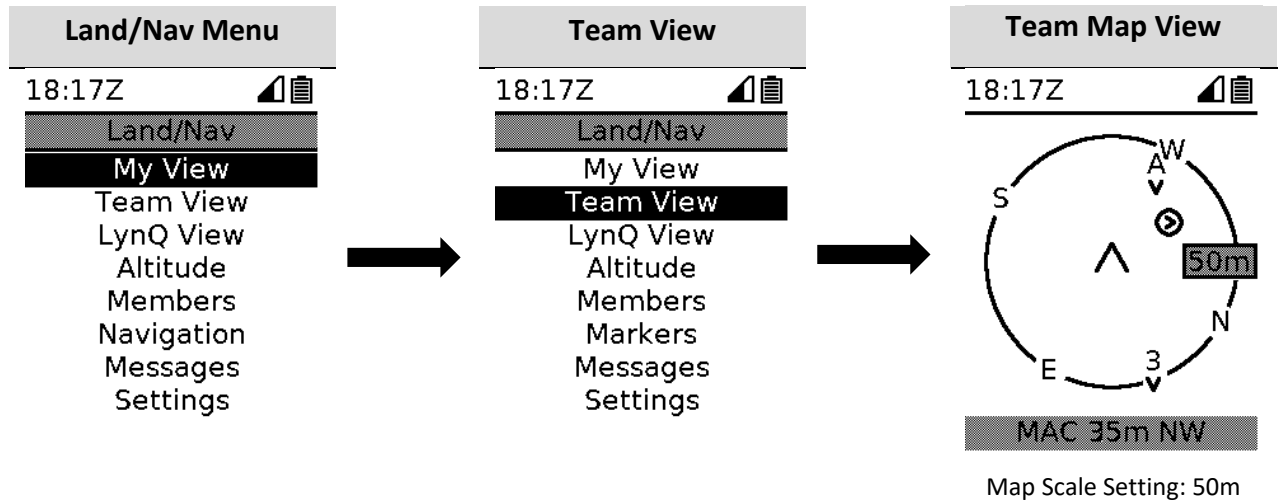 Land/Nav Menu
18:17Z
Land/Nav
My View
Team View
LynQ View
Altitude
Members
Navigation
Messages
Settings
Team View
18:17Z
Land/Nav
My View
Team View
LynQ View
Altitude
Members
Markers
Messages
Settings
Team Map View
18:17Z
W
A
S
50m
N
3
E
MAC 35m NW
Map Scale Setting: 50m